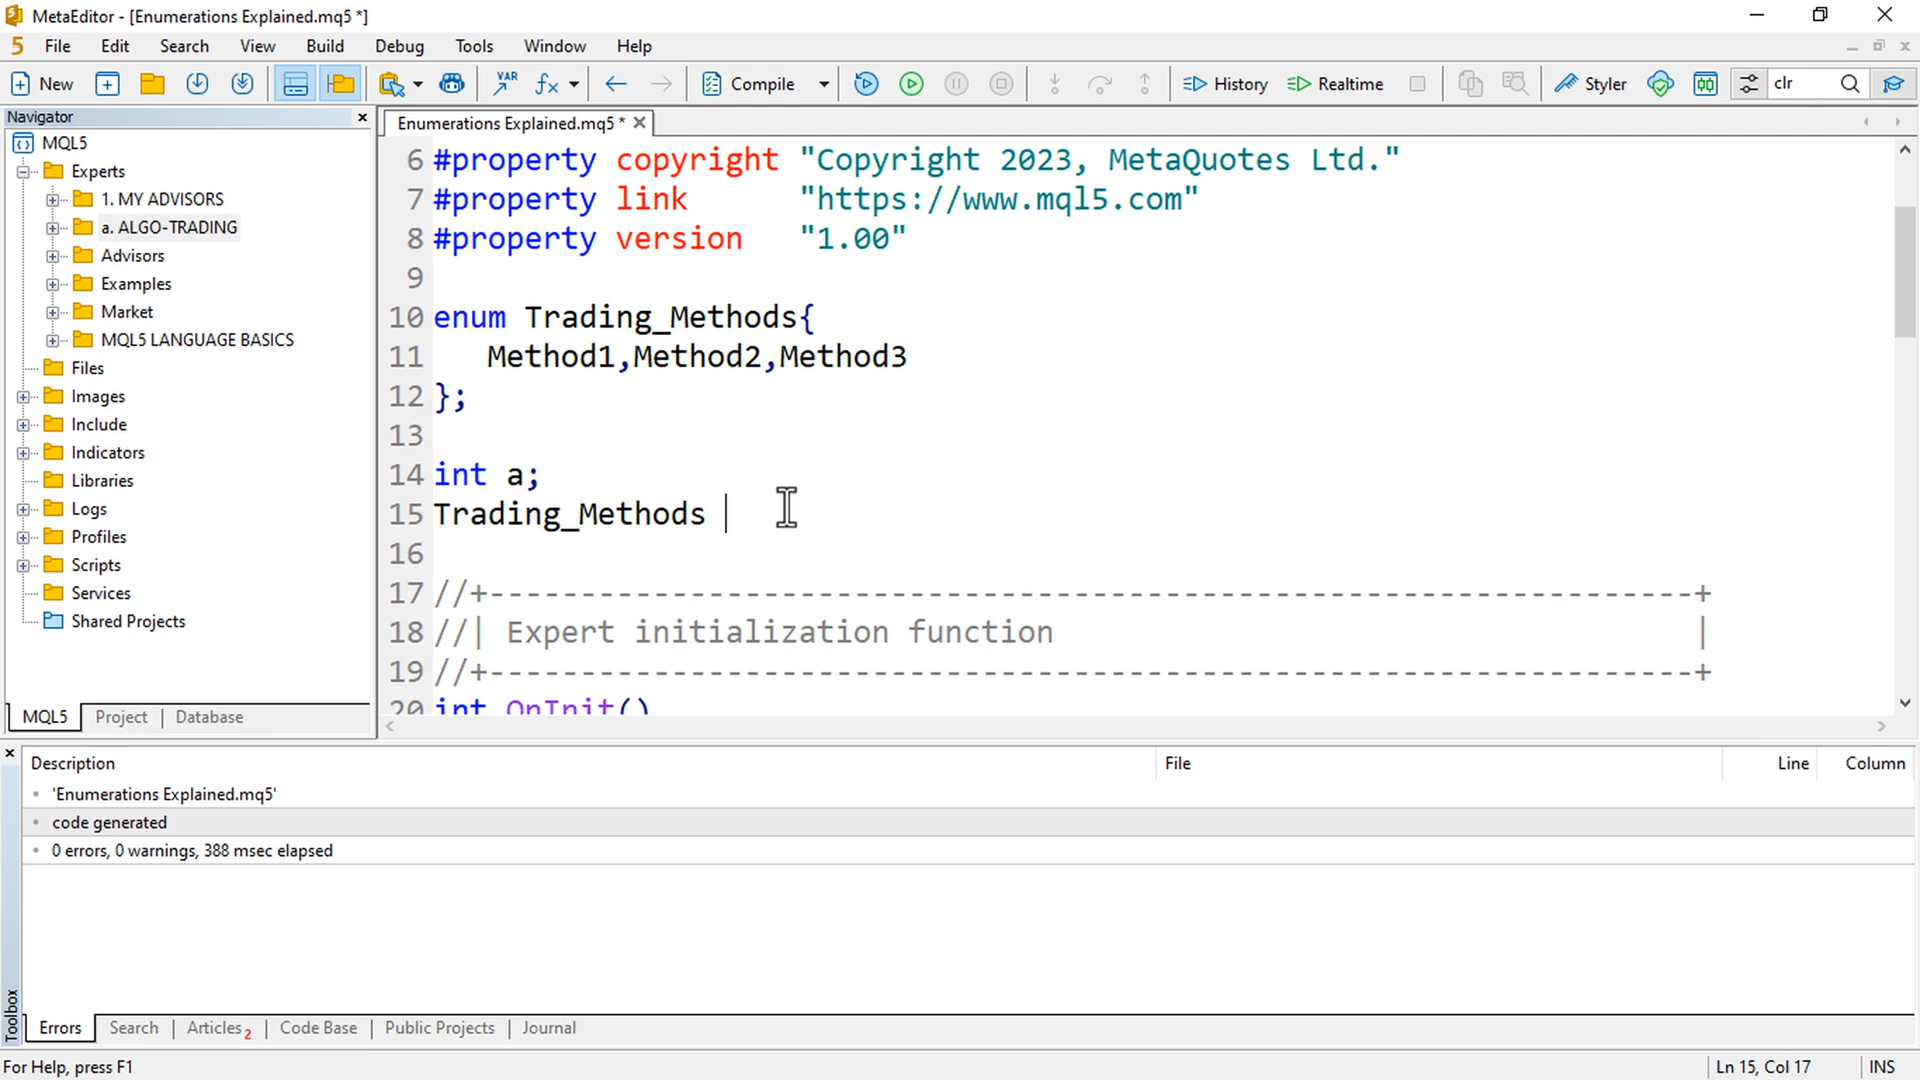 MetaEditor - [Enumerations Explained.mq5 *]
5 File Edit Search View Build Debug Tools Window Help
New VAR fx Compile History Realtime Styler clr
Navigator
MQL5
Experts
1. MY ADVISORS
a. ALGO-TRADING
Advisors
Examples
Market
MQL5 LANGUAGE BASICS
Files
Images
Include
Indicators
Libraries
Logs
Profiles
Scripts
Services
Shared Projects
MQL5 | Project | Database
Enumerations Explained.mq5 *
6 #property copyright "Copyright 2023, MetaQuotes Ltd."
7 #property link      "https://www.mql5.com"
8 #property version   "1.00"
9
10 enum Trading_Methods{
11    Method1,Method2,Method3
12 };
13
14 int a;
15 Trading_Methods
16
17 //+------------------------------------------------------------------+
18 //| Expert initialization function                                   |
19 //+------------------------------------------------------------------+
20 int OnInit()
Description File Line Column
'Enumerations Explained.mq5'
code generated
0 errors, 0 warnings, 388 msec elapsed
Toolbox
Errors | Search | Articles 2 | Code Base | Public Projects | Journal
For Help, press F1 Ln 15, Col 17 INS